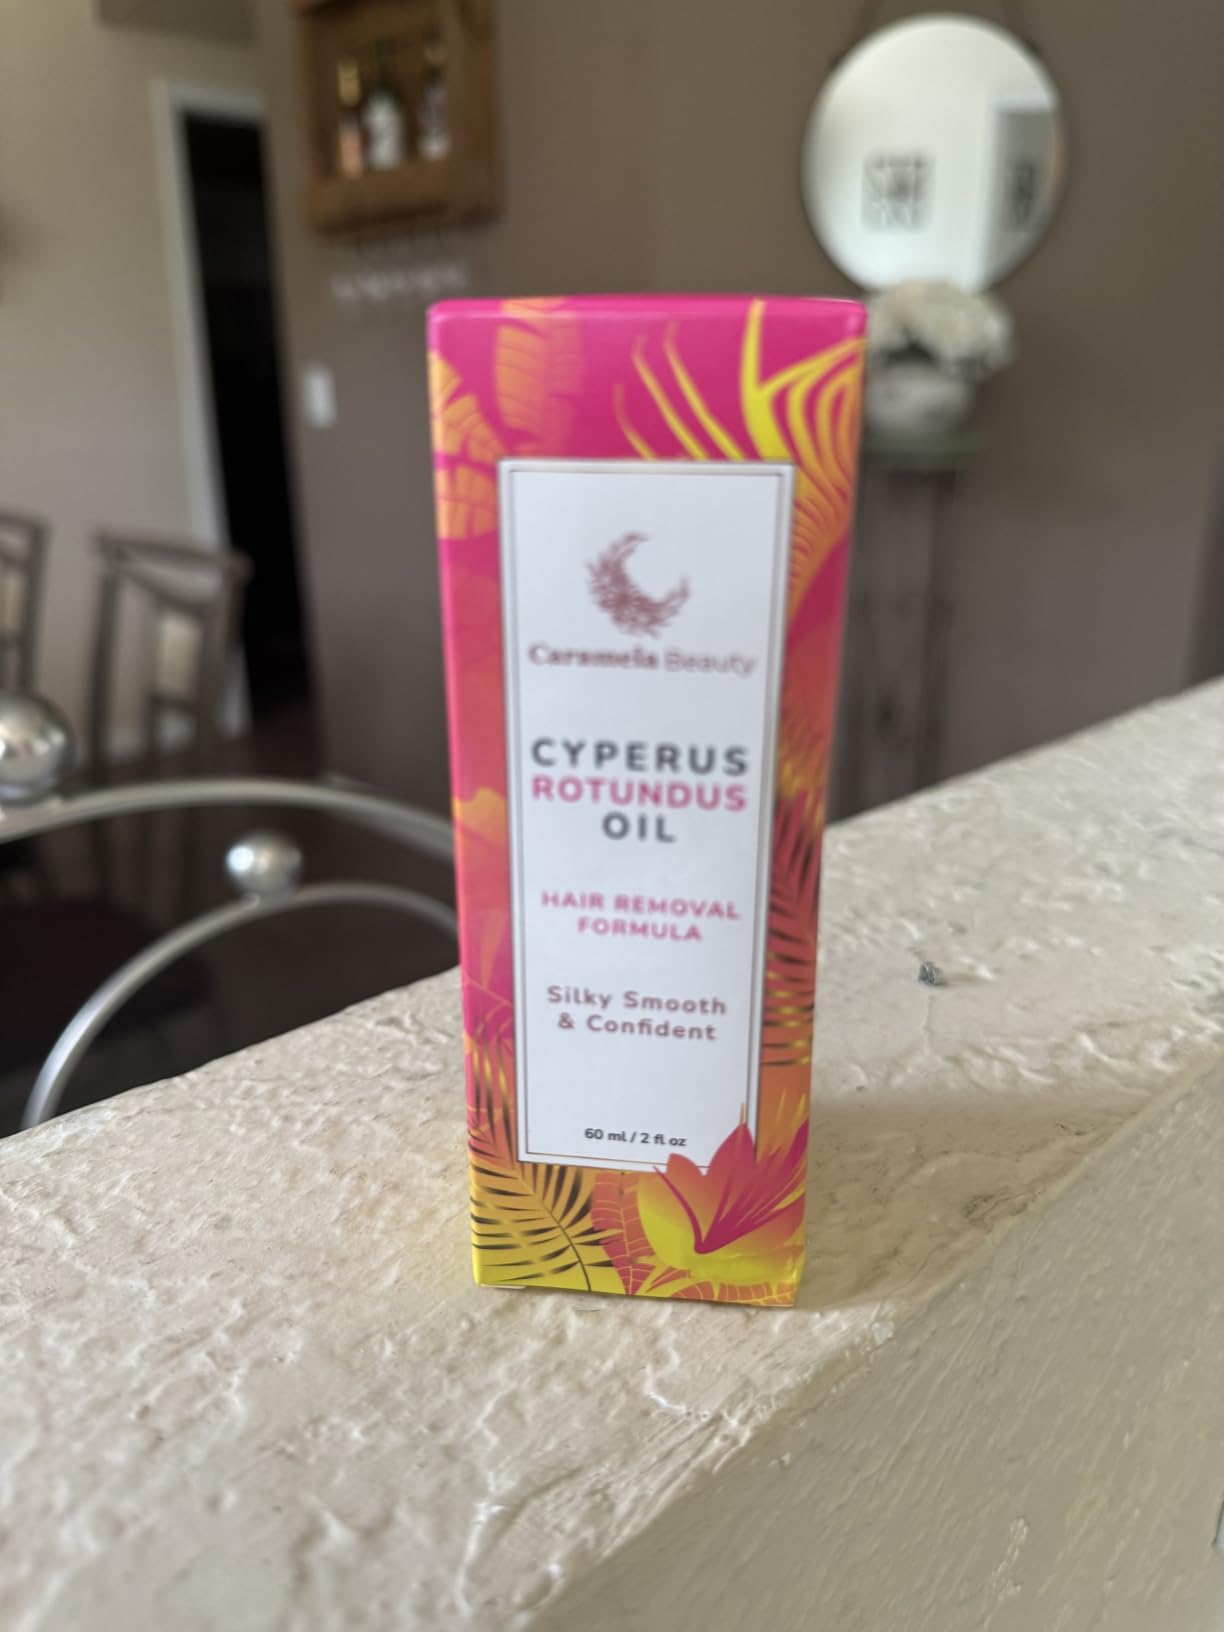 Caramela Beauty
CYPERUS
ROTUNDUS
OIL
HAIR REMOVAL
FORMULA
Silky Smooth
& Confident
60 ml / 2 fl oz